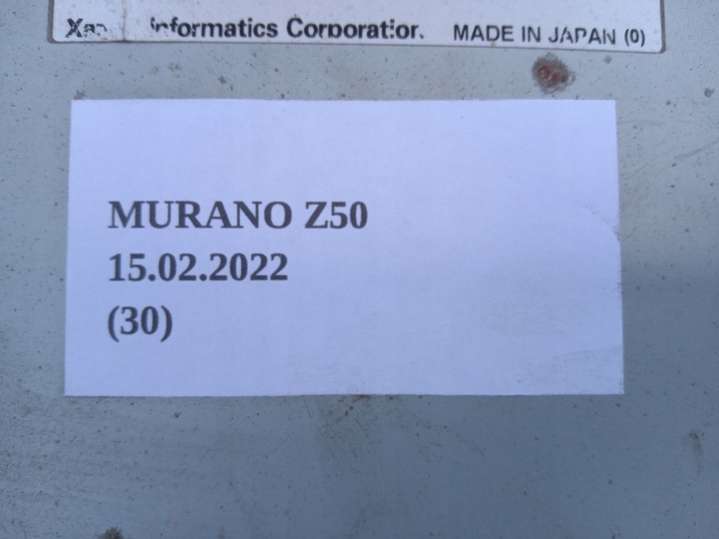 Informatics Corporation MADE IN JAPAN (0)
MURANO Z50
15.02.2022
(30)